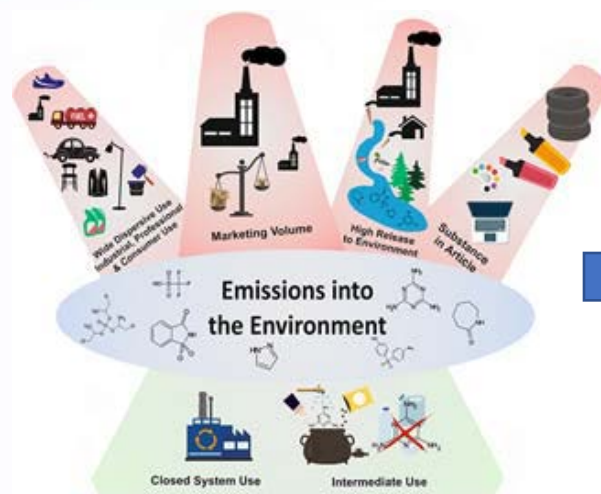 FUEL
Wide Dispersive Use
Industrial, Professional
& Consumer Use
Marketing Volume
High Release
to Environment
Substance
in Article
Emissions into
the Environment
Closed System Use
Intermediate Use